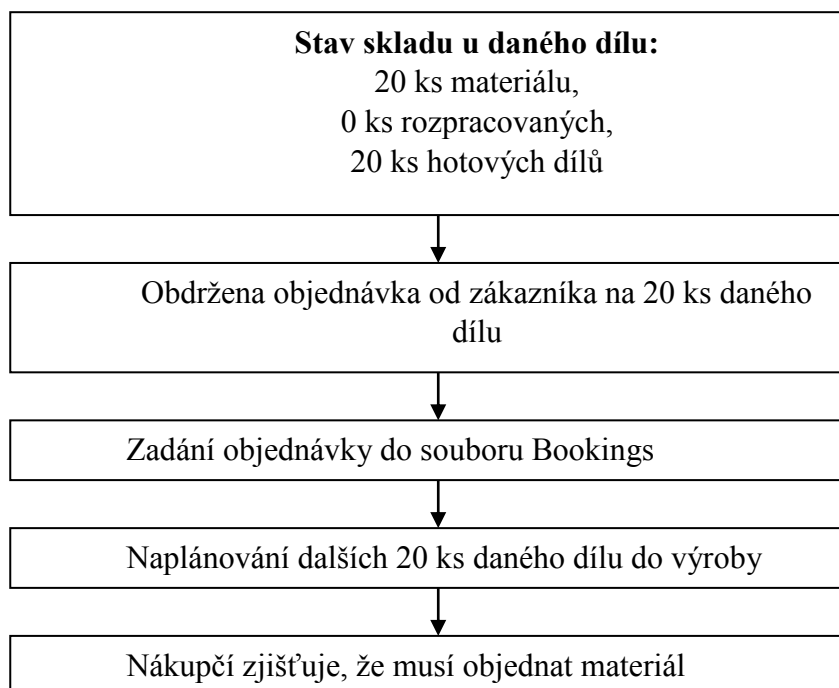 Stav skladu u daného dílu:
20 ks materiálu,
0 ks rozpracovaných,
20 ks hotových dílů
Obdržena objednávka od zákazníka na 20 ks daného
dílu
Zadání objednávky do souboru Bookings
Naplánování dalších 20 ks daného dílu do výroby
Nákupčí zjišťuje, že musí objednat materiál